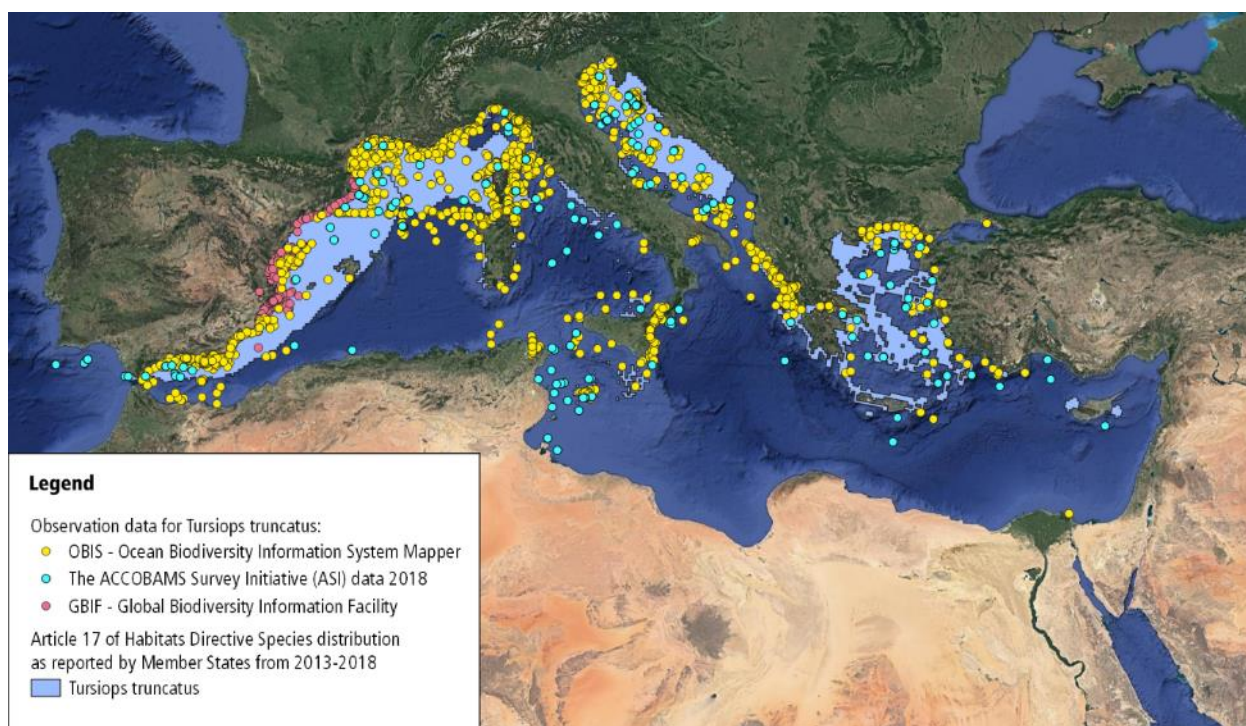 Legend
Observation data for Tursiops truncatus:
OBIS - Ocean Biodiversity Information System Mapper
The ACCOBAMS Survey Initiative (ASI) data 2018
GBIF - Global Biodiversity Information Facility
Article 17 of Habitats Directive Species distribution
as reported by Member States from 2013-2018
Tursiops truncatus